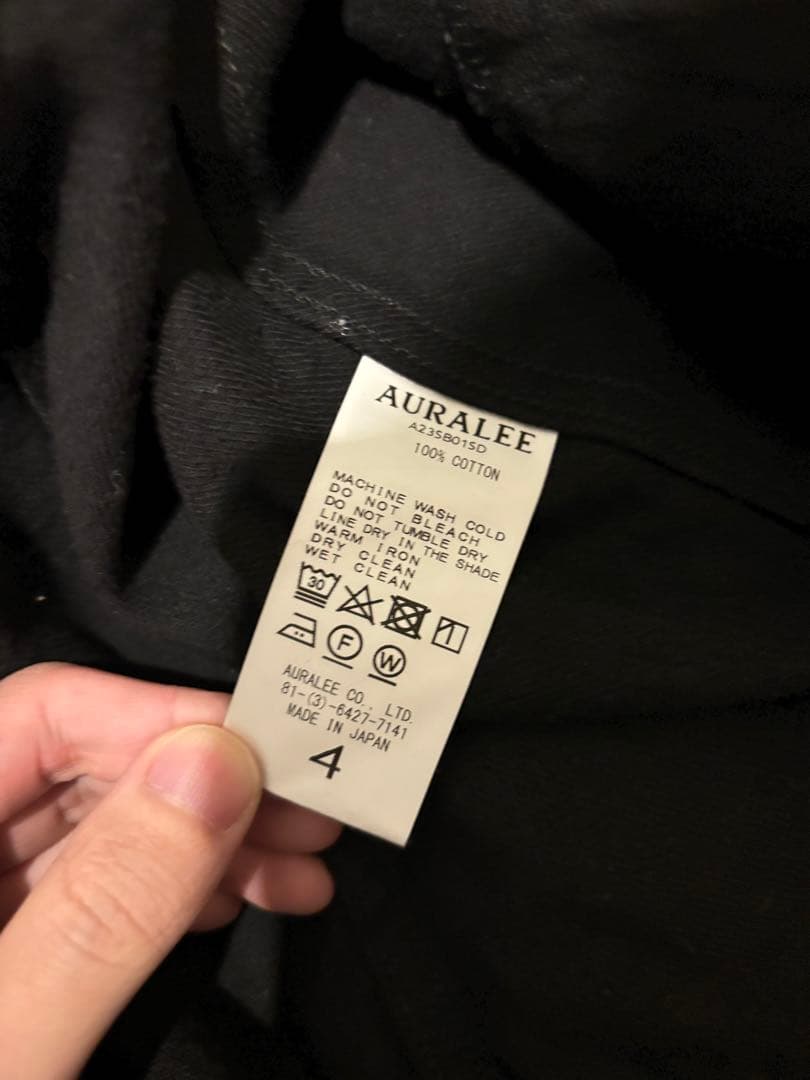 AURALEE
A23SB01SD
100% COTTON
MACHINE WASH COLD
DO NOT BLEACH
DO NOT TUMBLE DRY
LINE DRY IN THE SHADE
WARM IRON
DRY CLEAN
WET CLEAN
30
F W
AURALEE CO., LTD.
81-(3)-6427-7141
MADE IN JAPAN
4